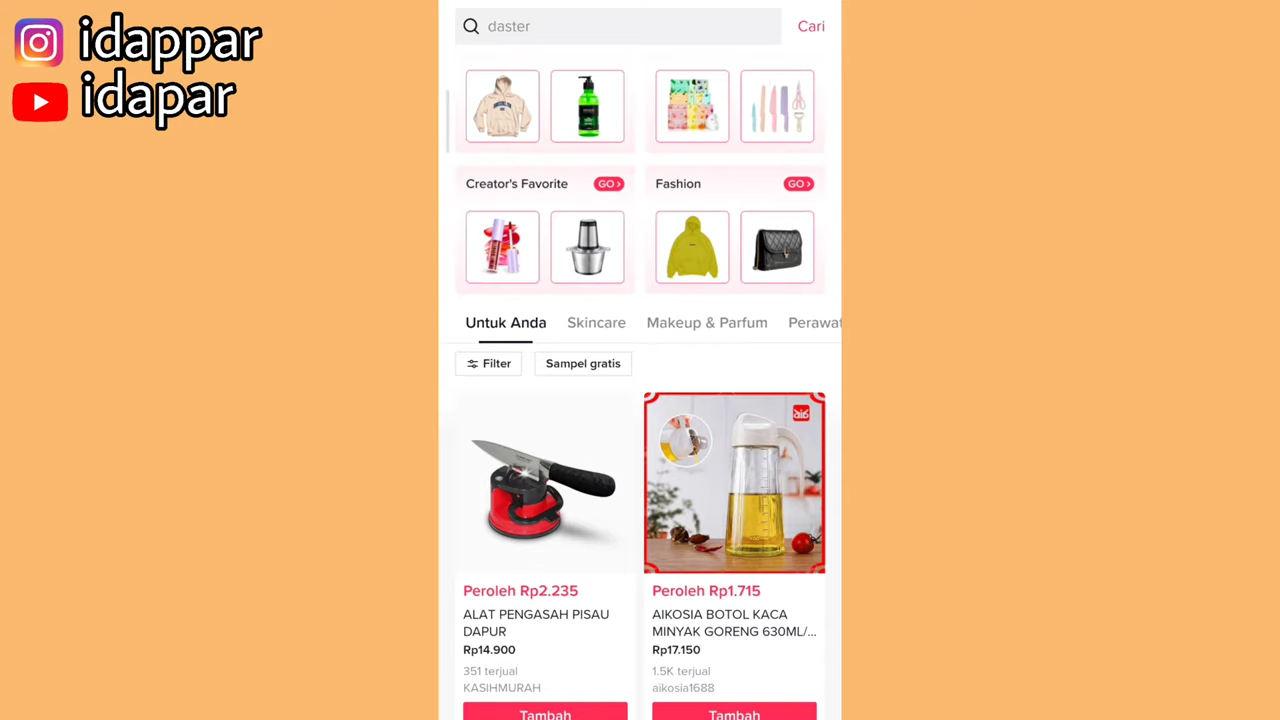 idappar
idapar
daster
Cari
Creator's Favorite
GO
Fashion
GO
Untuk Anda
Skincare
Makeup & Parfum
Perawat
Filter
Sampel gratis
Peroleh Rp2.235
ALAT PENGASAH PISAU
DAPUR
Rp14.900
351 terjual
KASIHMURAH
Tambah
Peroleh Rp1.715
AIKOSIA BOTOL KACA
MINYAK GORENG 630ML/...
Rp17.150
1.5K terjual
aikosia1688
Tambah